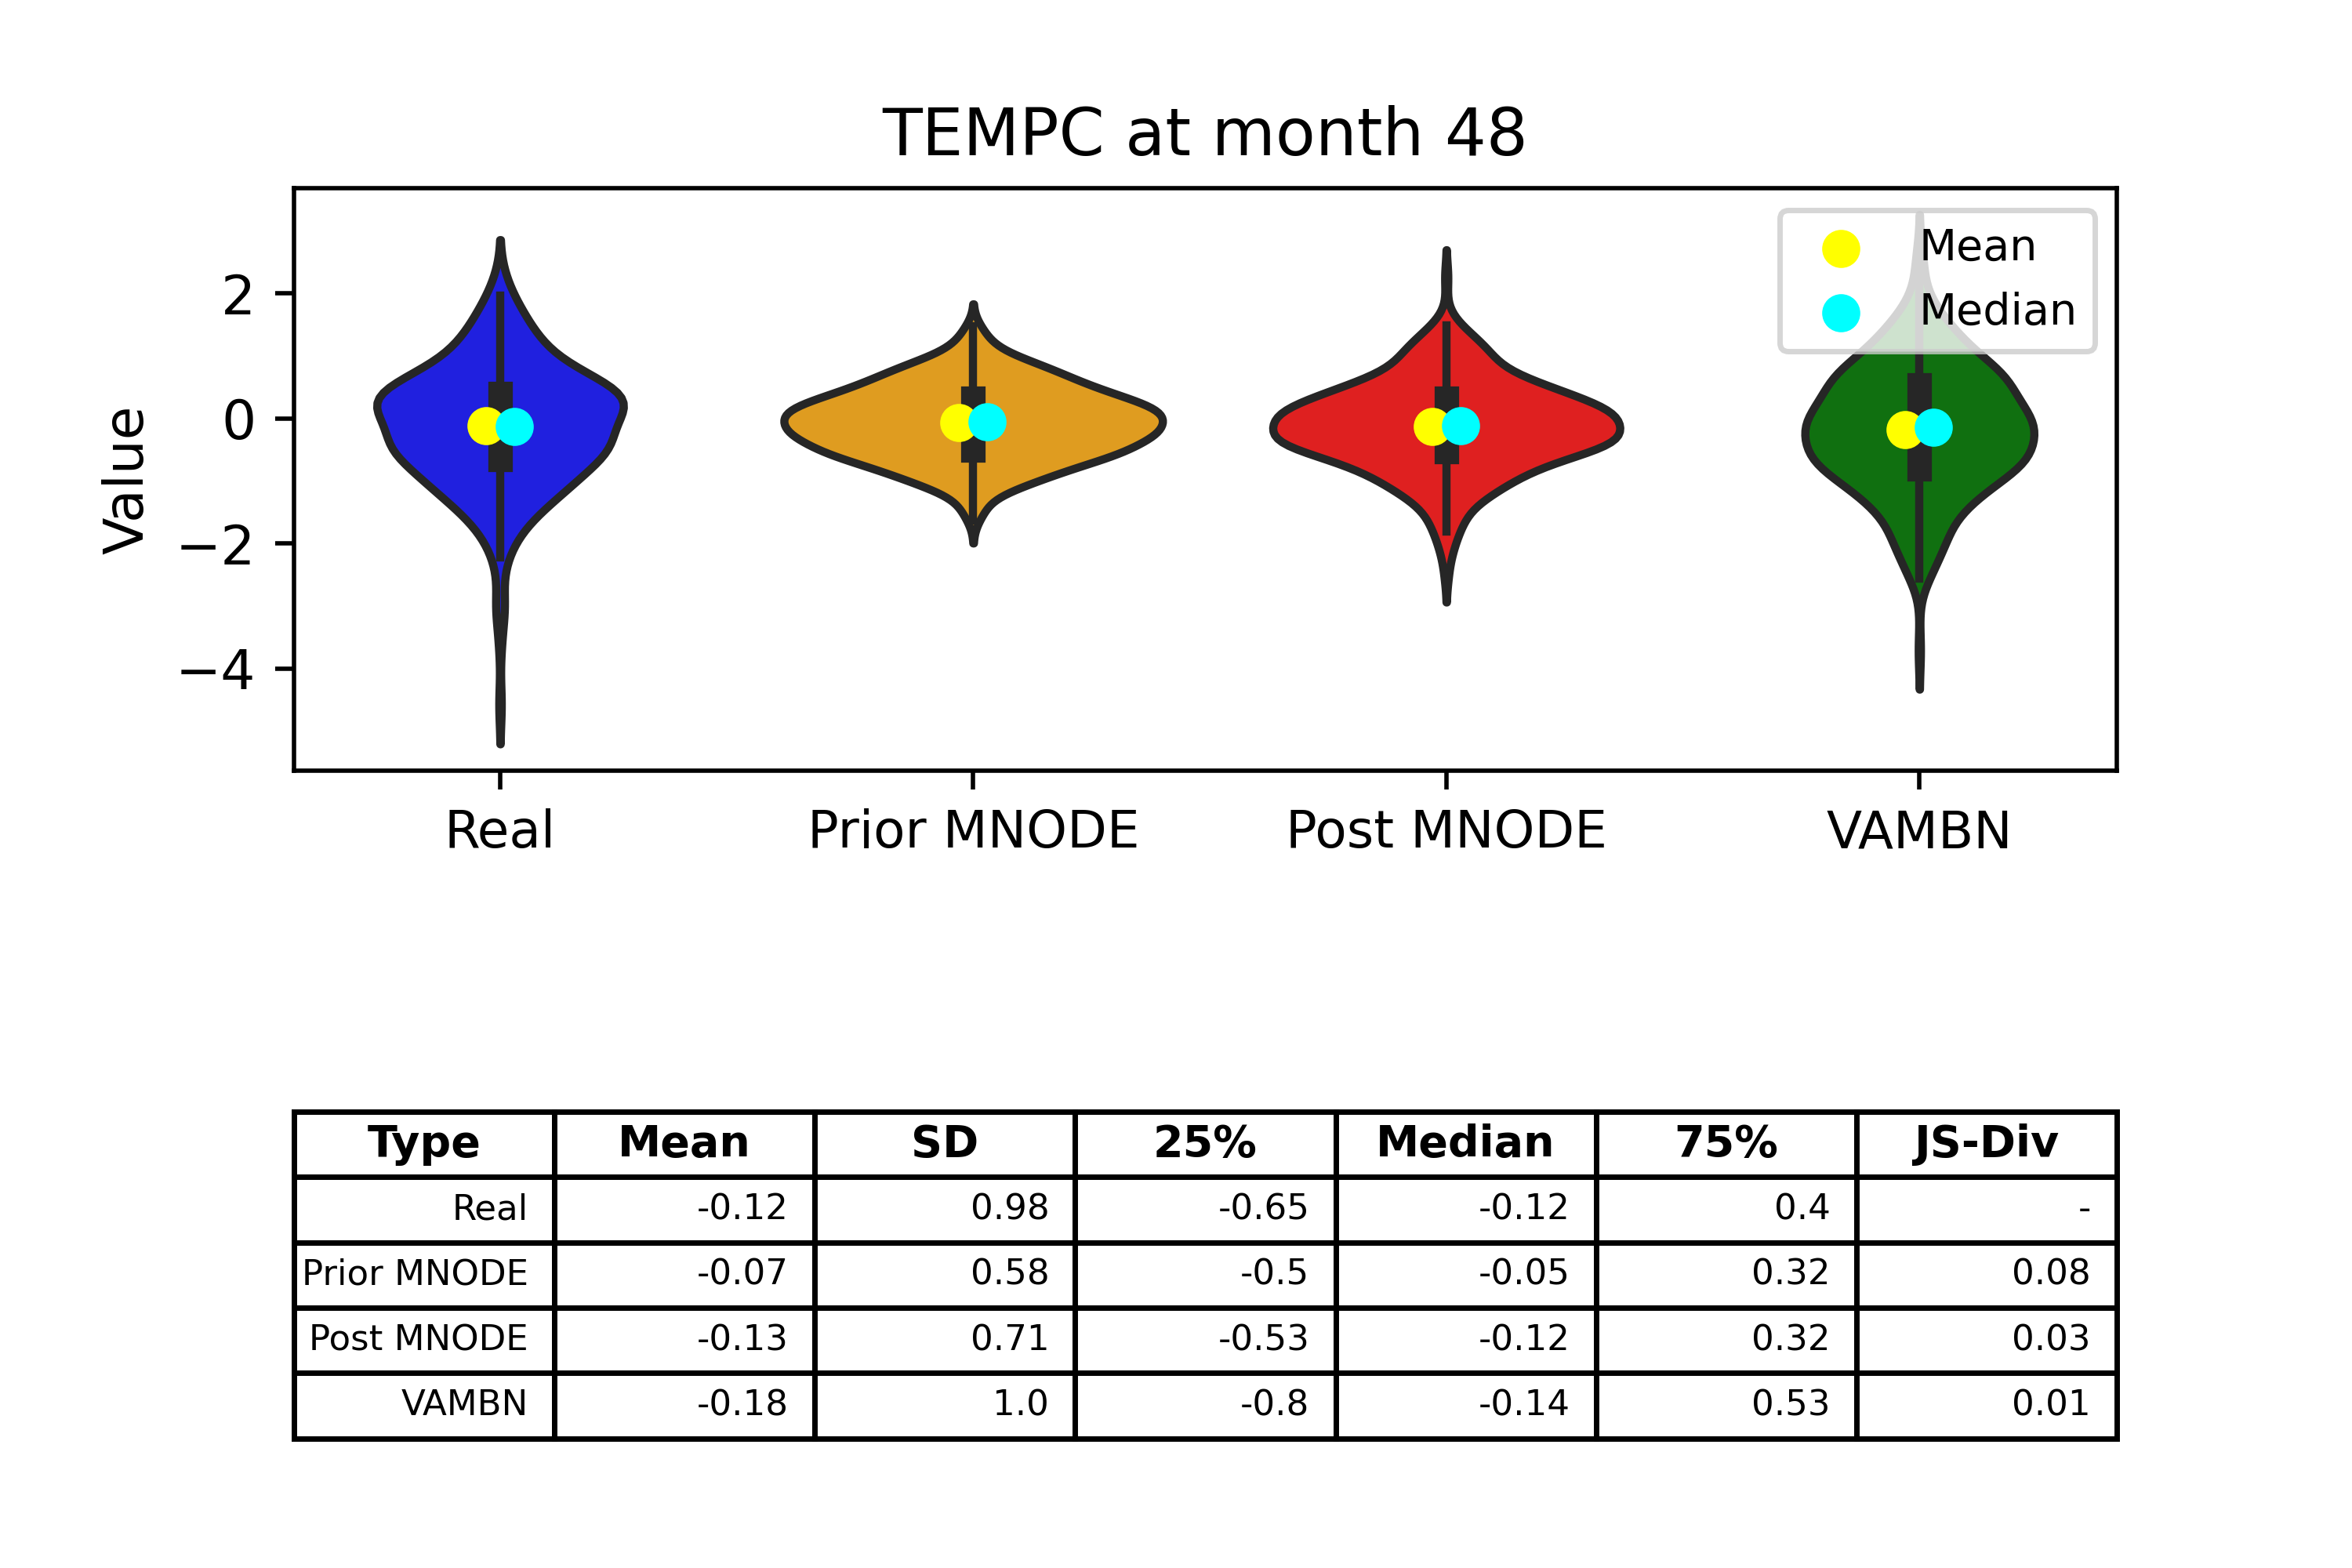 TEMPC at month 48
Mean
Median
2
0
−2
−4
Value
Real Prior MNODE Post MNODE VAMBN
Type Mean SD 25% Median 75% JS-Div
Real -0.12 0.98 -0.65 -0.12 0.4 -
Prior MNODE -0.07 0.58 -0.5 -0.05 0.32 0.08
Post MNODE -0.13 0.71 -0.53 -0.12 0.32 0.03
VAMBN -0.18 1.0 -0.8 -0.14 0.53 0.01